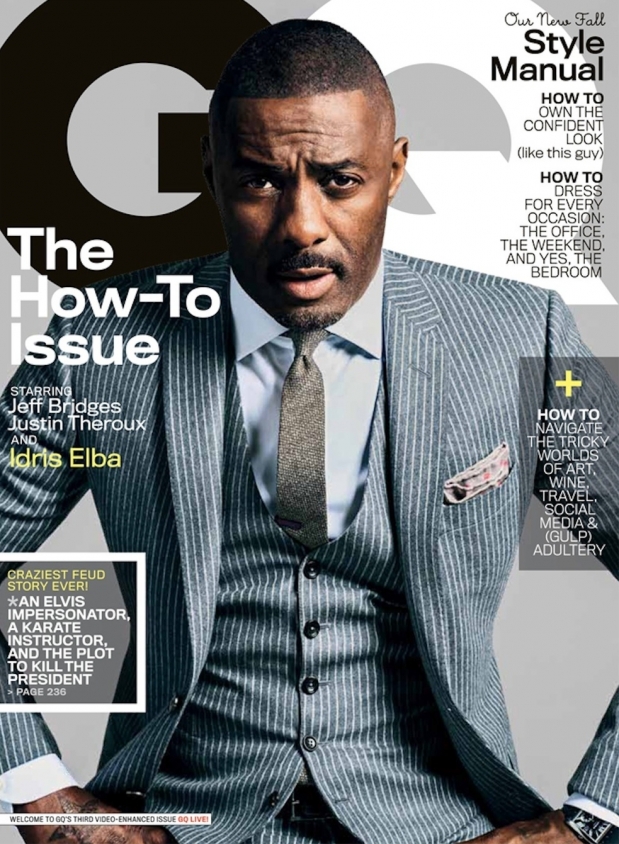 GQ
Our New Fall
Style
Manual
HOW TO
OWN THE
CONFIDENT
LOOK
(like this guy)
HOW TO
DRESS
FOR EVERY
OCCASION:
THE OFFICE,
THE WEEKEND,
AND YES, THE
BEDROOM
The
How-To
Issue
STARRING
Jeff Bridges
Justin Theroux
AND
Idris Elba
+
HOW TO
NAVIGATE
THE TRICKY
WORLDS
OF ART,
WINE,
TRAVEL,
SOCIAL
MEDIA &
(GULP)
ADULTERY
CRAZIEST FEUD
STORY EVER!
*AN ELVIS
IMPERSONATOR,
A KARATE
INSTRUCTOR,
AND THE PLOT
TO KILL THE
PRESIDENT
> PAGE 236
WELCOME TO GQ'S THIRD VIDEO-ENHANCED ISSUE GQ LIVE!